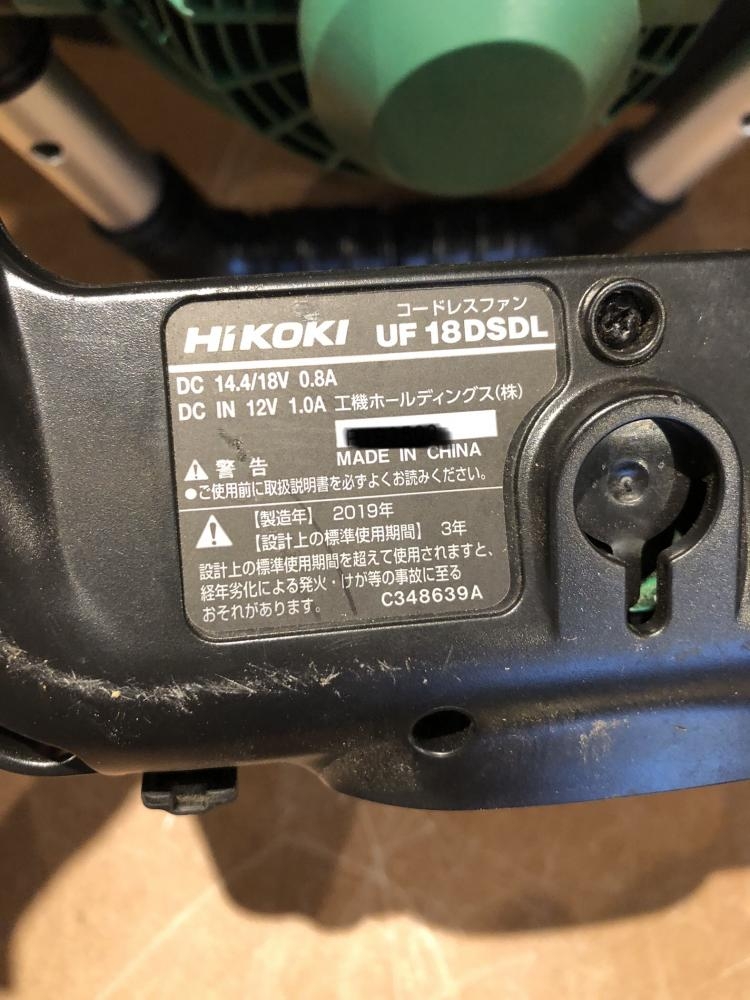 コードレスファン
HiKOKI UF 18DSDL
DC 14.4/18V 0.8A
DC IN 12V 1.0A 工機ホールディングス(株)
MADE IN CHINA
警告
●ご使用前に取扱説明書を必ずよくお読みください。
【製造年】 2019年
【設計上の標準使用期間】 3年
設計上の標準使用期間を超えて使用されますと、
経年劣化による発火・けが等の事故に至る
おそれがあります。 C348639A